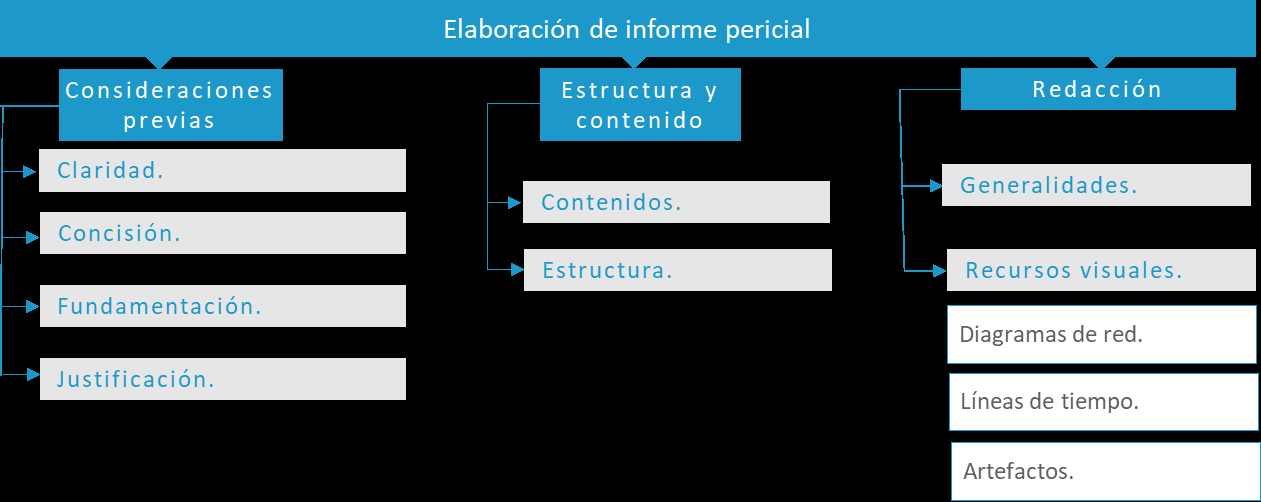 Elaboración de informe pericial
Consideraciones
previas
Claridad.
Concisión.
Fundamentación.
Justificación.
Estructura y
contenido
Contenidos.
Estructura.
Redacción
Generalidades.
Recursos visuales.
Diagramas de red.
Líneas de tiempo.
Artefactos.